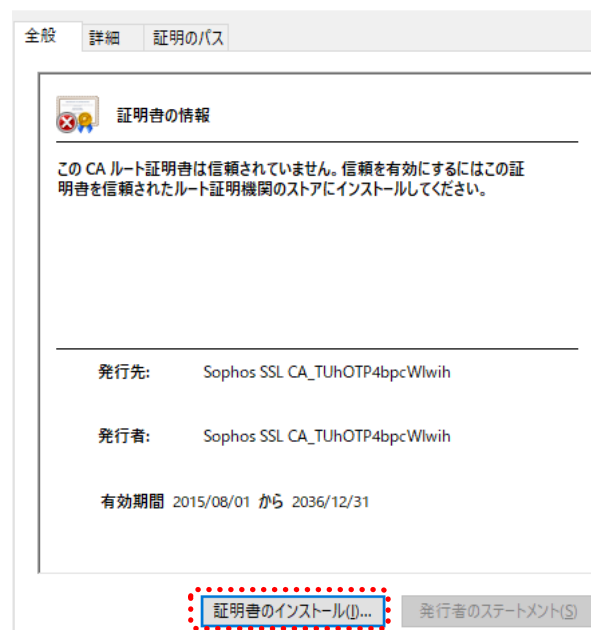 全般 詳細 証明のパス
証明書の情報
この CA ルート証明書は信頼されていません。信頼を有効にするにはこの証
明書を信頼されたルート証明機関のストアにインストールしてください。
発行先: Sophos SSL CA_TUhOTP4bpcWlwih
発行者: Sophos SSL CA_TUhOTP4bpcWlwih
有効期間 2015/08/01 から 2036/12/31
証明書のインストール(I)... 発行者のステートメント(S)